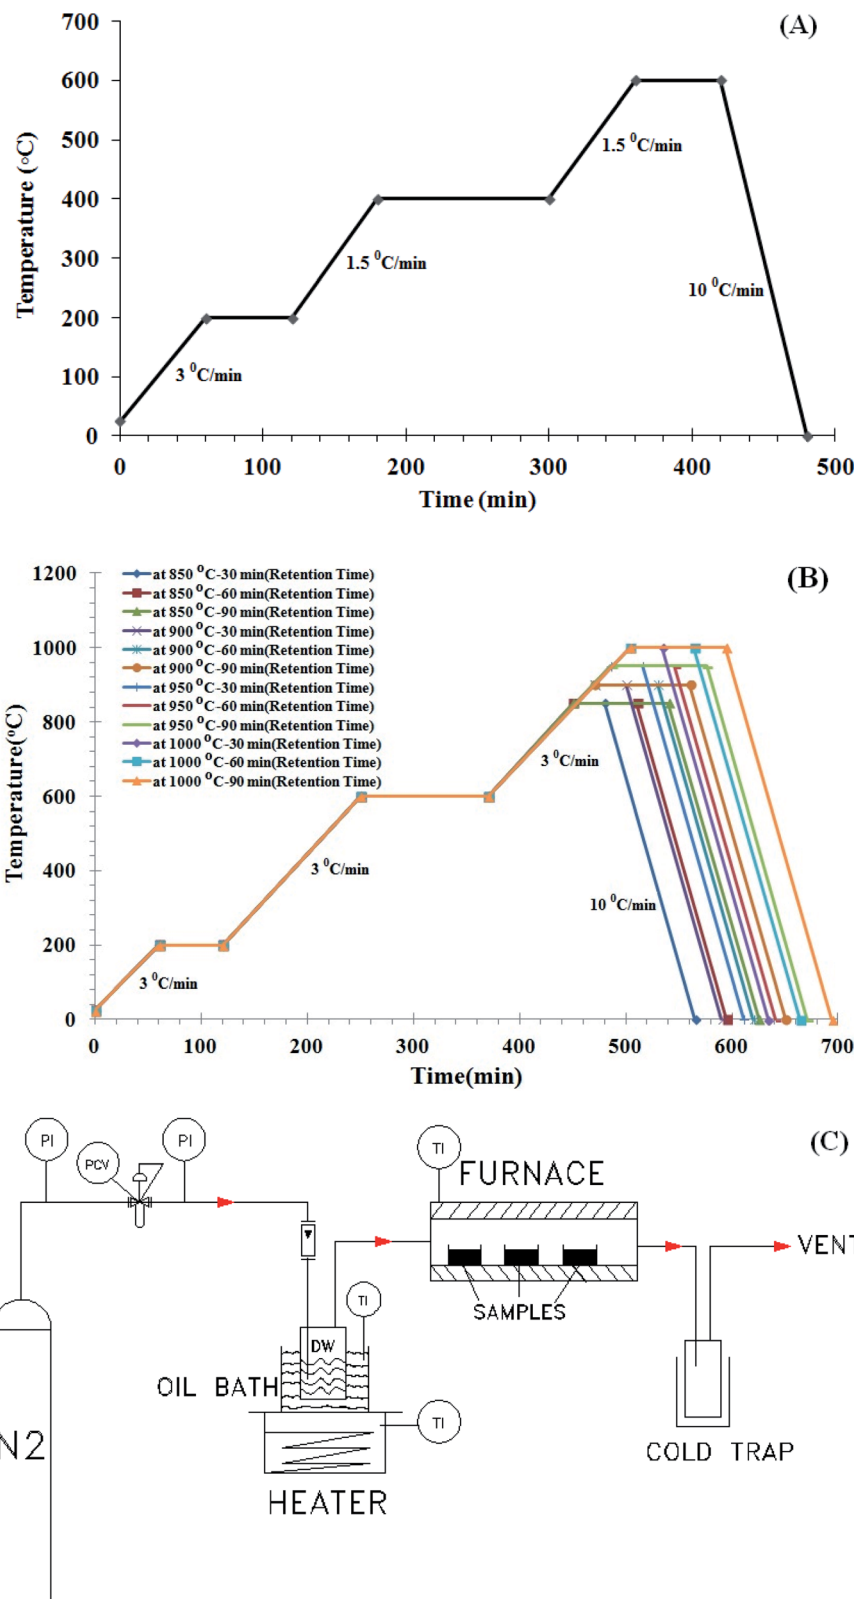 (A)
700
600
500
400
300
200
100
0
Temperature (°C)
3 ⁰C/min
1.5 ⁰C/min
1.5 ⁰C/min
10 ⁰C/min
0 100 200 300 400 500
Time (min)
(B)
at 850 ⁰C-30 min(Retention Time)
at 850 ⁰C-60 min(Retention Time)
at 850 ⁰C-90 min(Retention Time)
at 900 ⁰C-30 min(Retention Time)
at 900 ⁰C-60 min(Retention Time)
at 900 ⁰C-90 min(Retention Time)
at 950 ⁰C-30 min(Retention Time)
at 950 ⁰C-60 min(Retention Time)
at 950 ⁰C-90 min(Retention Time)
at 1000 ⁰C-30 min(Retention Time)
at 1000 ⁰C-60 min(Retention Time)
at 1000 ⁰C-90 min(Retention Time)
1200
1000
800
600
400
200
0
Temperature(°C)
3 ⁰C/min
3 ⁰C/min
3 ⁰C/min
10 ⁰C/min
0 100 200 300 400 500 600 700
Time(min)
(C)
PI
PCV
PI
TI
FURNACE
VENT
SAMPLES
TI
DW
OIL BATH
TI
N2
HEATER
COLD TRAP